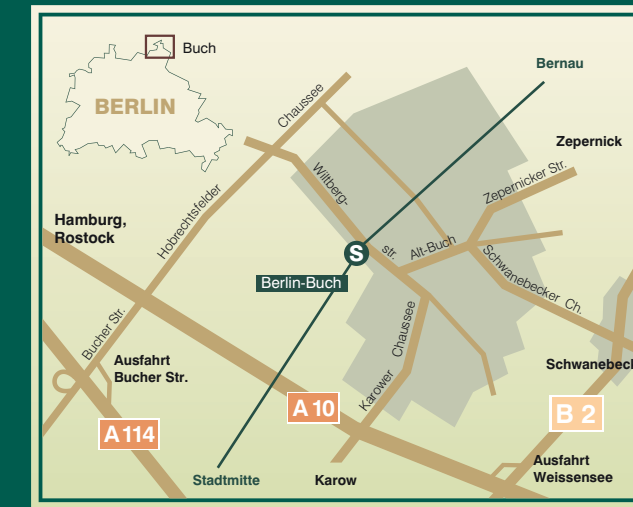 Buch
BERLIN
Bernau
Zepernick
Chaussee
Hobrechtsfelder
Wiltberg-
str.
Alt-Buch
Zepernicker Str.
Schwanebecker Ch.
Hamburg,
Rostock
S
Berlin-Buch
Bucher Str.
Ausfahrt
Bucher Str.
Karower Chaussee
Schwanebeck
A 10
A 114
B 2
Stadtmitte
Karow
Ausfahrt
Weissensee